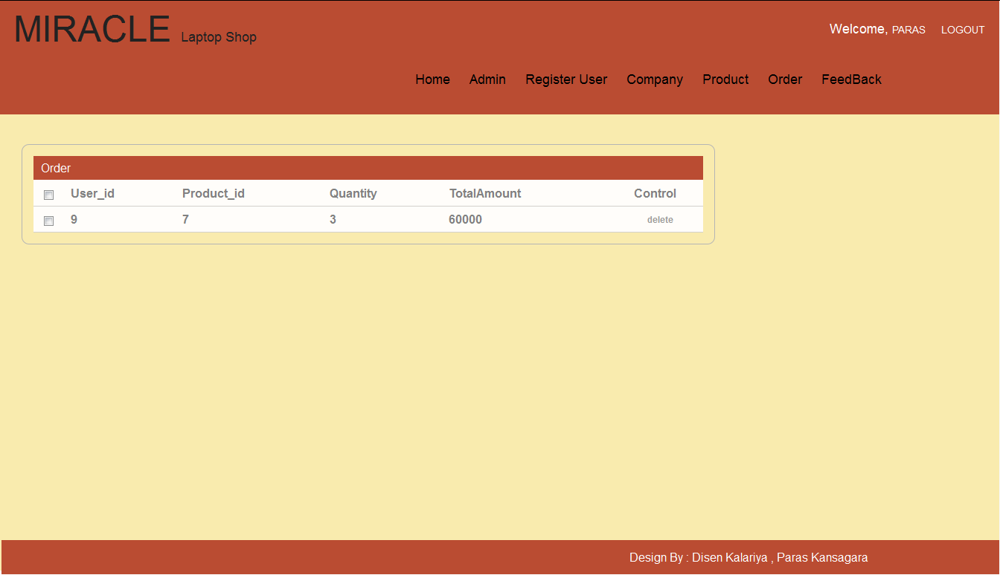 MIRACLE Laptop Shop
Welcome, PARAS LOGOUT
Home Admin Register User Company Product Order FeedBack
Order
User_id Product_id Quantity TotalAmount Control
9 7 3 60000 delete
Design By : Disen Kalariya , Paras Kansagara